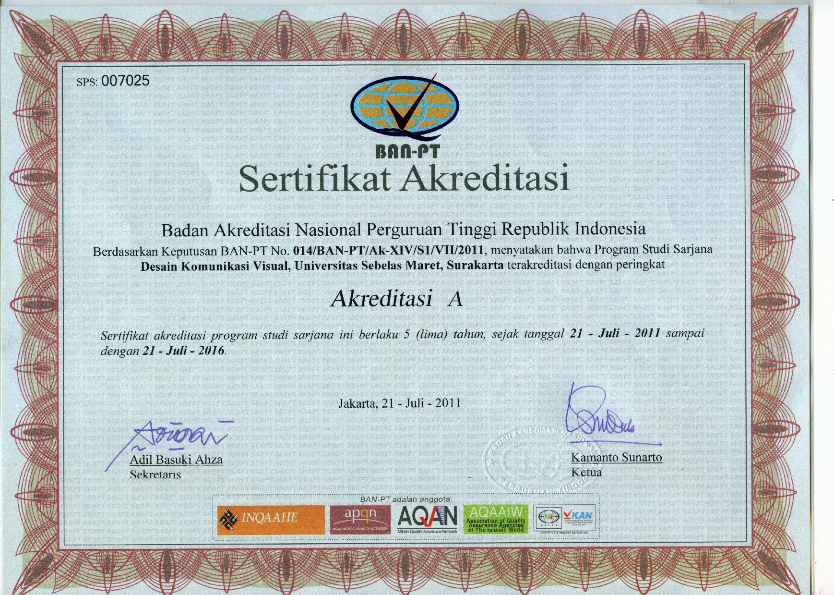 SPS: 007025
BAN-PT
Sertifikat Akreditasi
Badan Akreditasi Nasional Perguruan Tinggi Republik Indonesia
Berdasarkan Keputusan BAN-PT No. 014/BAN-PT/Ak-XIV/S1/VII/2011, menyatakan bahwa Program Studi Sarjana
Desain Komunikasi Visual, Universitas Sebelas Maret, Surakarta terakreditasi dengan peringkat
Akreditasi A
Sertifikat akreditasi program studi sarjana ini berlaku 5 (lima) tahun, sejak tanggal 21 - Juli - 2011 sampai
dengan 21 - Juli - 2016.
Jakarta, 21 - Juli - 2011
Adil Basuki Ahza
Sekretaris
Kamanto Sunarto
Ketua
BAN-PT adalah anggota:
INQAAHE
apqn
AQAN
AQAAIW
Association of Quality
Assurance Agencies
of The Islamic World
KAN